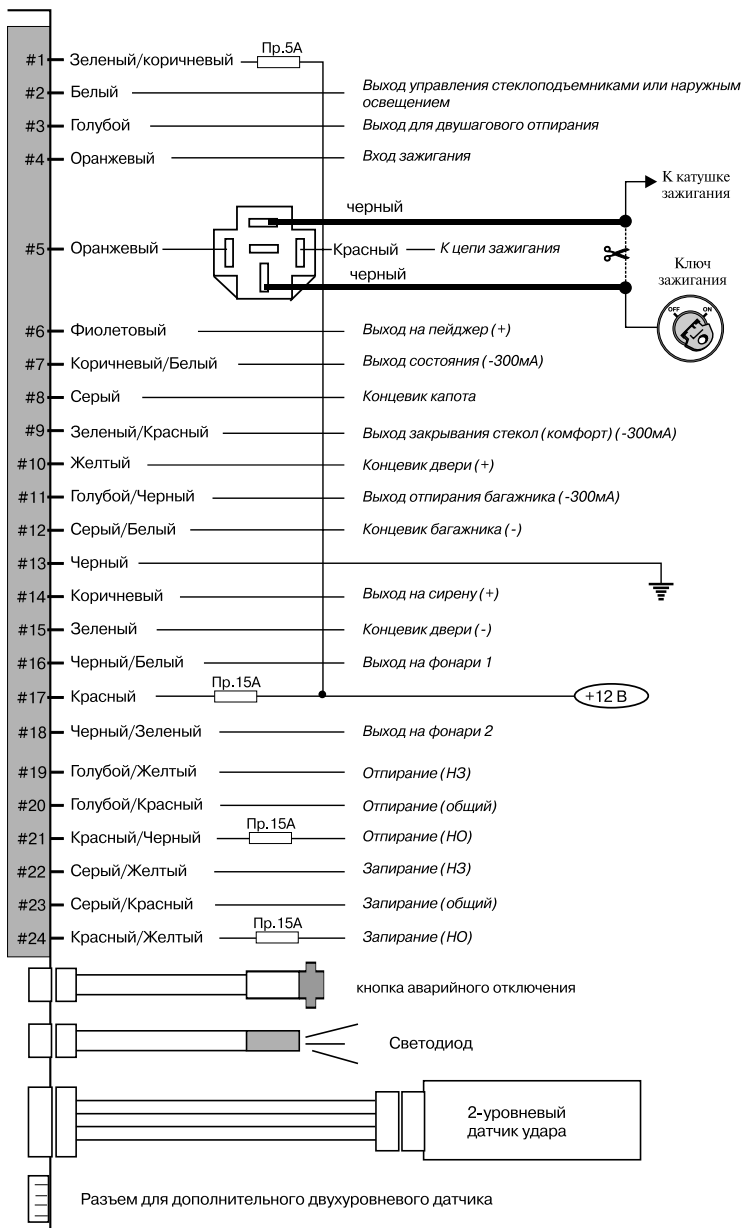 #1 Зеленый/коричневый Пр.5А
#2 Белый Выход управления стеклоподъемниками или наружным
освещением
#3 Голубой Выход для двушагового отпирания
#4 Оранжевый Вход зажигания
К катушке
зажигания
черный
#5 Оранжевый Красный К цепи зажигания
черный
Ключ
зажигания
OFF ON
#6 Фиолетовый Выход на пейджер (+)
#7 Коричневый/Белый Выход состояния (-300мА)
#8 Серый Концевик капота
#9 Зеленый/Красный Выход закрывания стекол (комфорт) (-300мА)
#10 Желтый Концевик двери (+)
#11 Голубой/Черный Выход отпирания багажника (-300мА)
#12 Серый/Белый Концевик багажника (-)
#13 Черный
#14 Коричневый Выход на сирену (+)
#15 Зеленый Концевик двери (-)
#16 Черный/Белый Выход на фонари 1
#17 Красный Пр.15А +12 В
#18 Черный/Зеленый Выход на фонари 2
#19 Голубой/Желтый Отпирание (НЗ)
#20 Голубой/Красный Отпирание (общий)
#21 Красный/Черный Пр.15А Отпирание (НО)
#22 Серый/Желтый Запирание (НЗ)
#23 Серый/Красный Запирание (общий)
#24 Красный/Желтый Пр.15А Запирание (НО)
кнопка аварийного отключения
Светодиод
2-уровневый
датчик удара
Разъем для дополнительного двухуровневого датчика